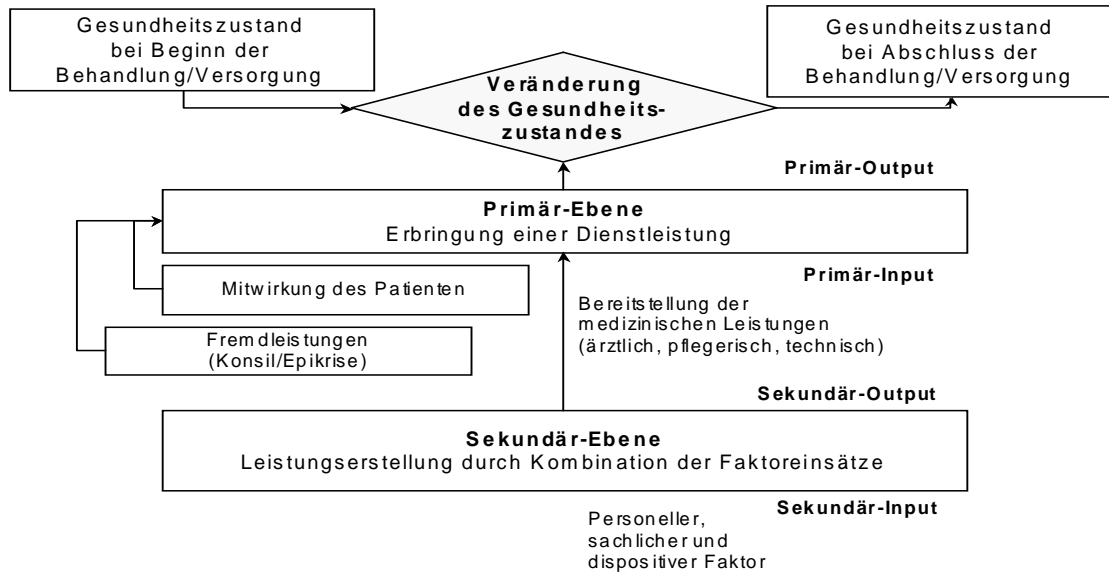 Gesundheitszustand
bei Beginn der
Behandlung/Versorgung
Gesundheitszustand
bei Abschluss der
Behandlung/Versorgung
Veränderung
des Gesundheits-
zustandes
Primär-Output
Primär-Ebene
Erbringung einer Dienstleistung
Primär-Input
Mitwirkung des Patienten
Fremdleistungen
(Konsil/Epikrise)
Bereitstellung der
medizinischen Leistungen
(ärztlich, pflegerisch, technisch)
Sekundär-Output
Sekundär-Ebene
Leistungserstellung durch Kombination der Faktoreinsätze
Sekundär-Input
Personeller,
sachlicher und
dispositiver Faktor